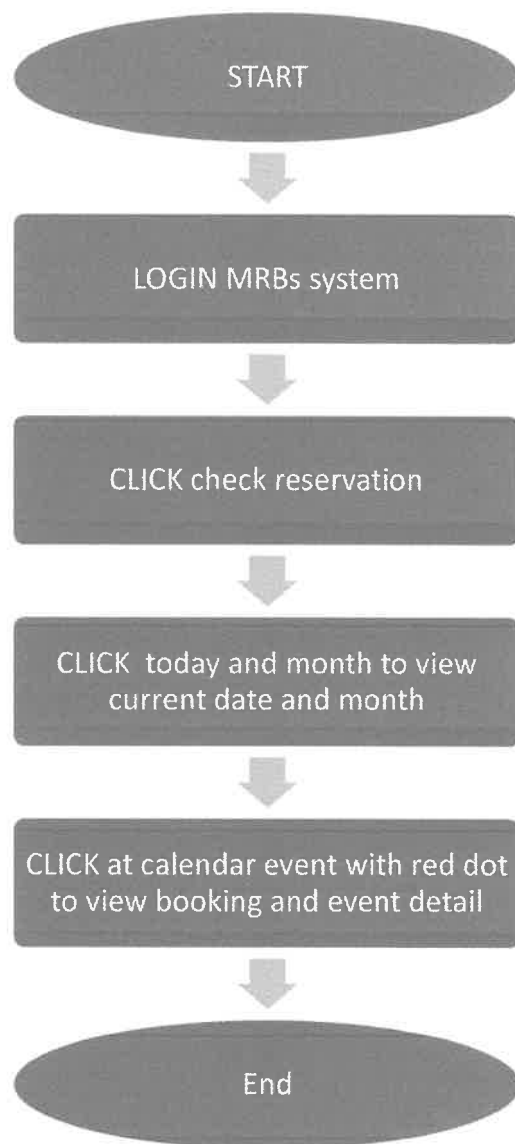 START
LOGIN MRBs system
CLICK check reservation
CLICK today and month to view
current date and month
CLICK at calendar event with red dot
to view booking and event detail
End